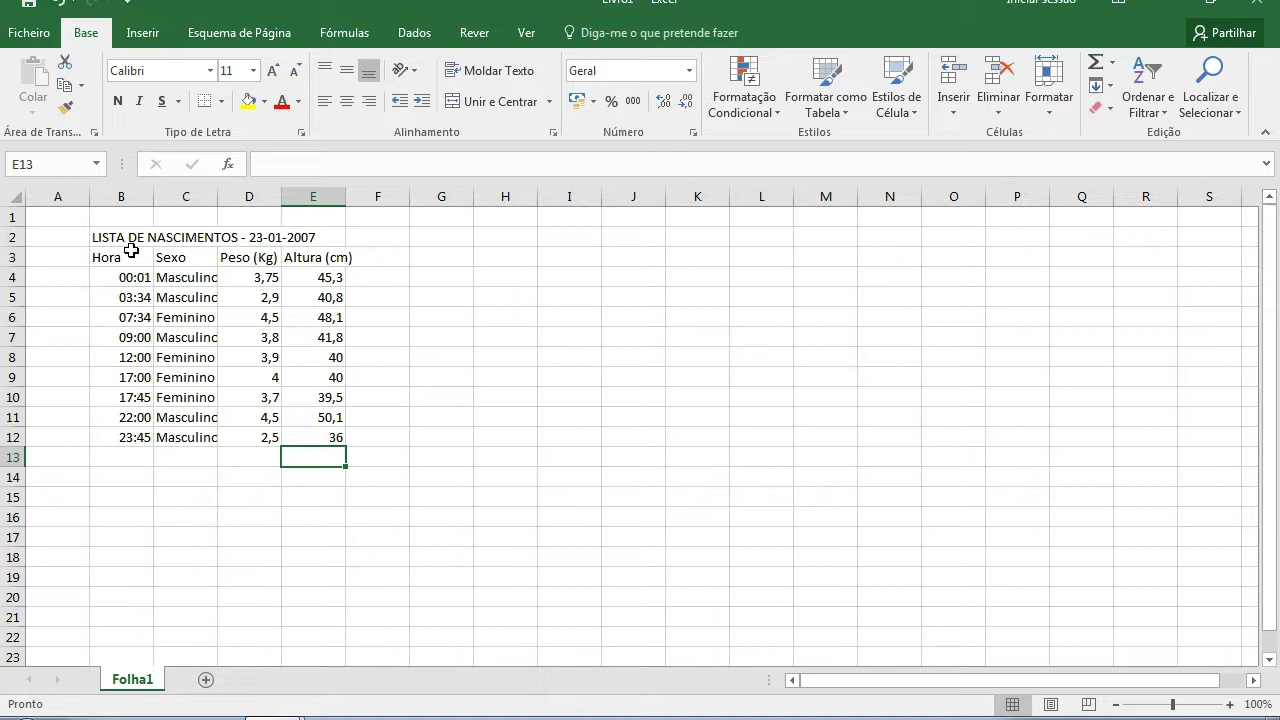 Livro1 - Excel
Iniciar sessão
Ficheiro Base Inserir Esquema de Página Fórmulas Dados Rever Ver Diga-me o que pretende fazer Partilhar
Colar
Calibri 11
Moldar Texto
Geral
N I S
Unir e Centrar
% 000
Formatação Condicional
Formatar como Tabela
Estilos de Célula
Inserir Eliminar Formatar
Ordenar e Filtrar
Localizar e Selecionar
Área de Trans... Tipo de Letra Alinhamento Número Estilos Células Edição
E13 fx
A B C D E F G H I J K L M N O P Q R S
1
2 LISTA DE NASCIMENTOS - 23-01-2007
3 Hora Sexo Peso (Kg) Altura (cm)
4 00:01 Masculino 3,75 45,3
5 03:34 Masculino 2,9 40,8
6 07:34 Feminino 4,5 48,1
7 09:00 Masculino 3,8 41,8
8 12:00 Feminino 3,9 40
9 17:00 Feminino 4 40
10 17:45 Feminino 3,7 39,5
11 22:00 Masculino 4,5 50,1
12 23:45 Masculino 2,5 36
13
14
15
16
17
18
19
20
21
22
23
Folha1
Pronto 100%